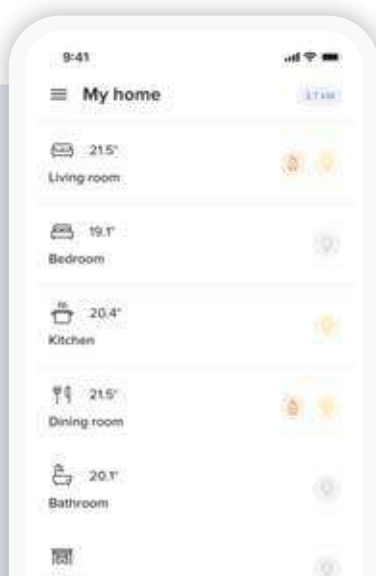 9:41
My home
21.5°
Living room
19.1°
Bedroom
20.4°
Kitchen
21.5°
Dining room
20.1°
Bathroom